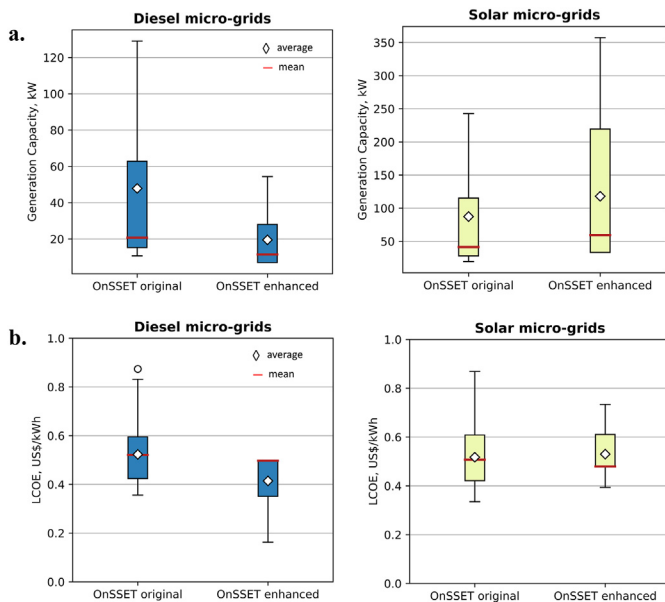 a.
Diesel micro-grids
Generation Capacity, kW
120
100
80
60
40
20
average
mean
OnSSET original
OnSSET enhanced
Solar micro-grids
Generation Capacity, kW
350
300
250
200
150
100
50
OnSSET original
OnSSET enhanced
b.
Diesel micro-grids
LCOE, US$/kWh
1.0
0.8
0.6
0.4
0.2
0.0
average
mean
OnSSET original
OnSSET enhanced
Solar micro-grids
LCOE, US$/kWh
1.0
0.8
0.6
0.4
0.2
0.0
OnSSET original
OnSSET enhanced